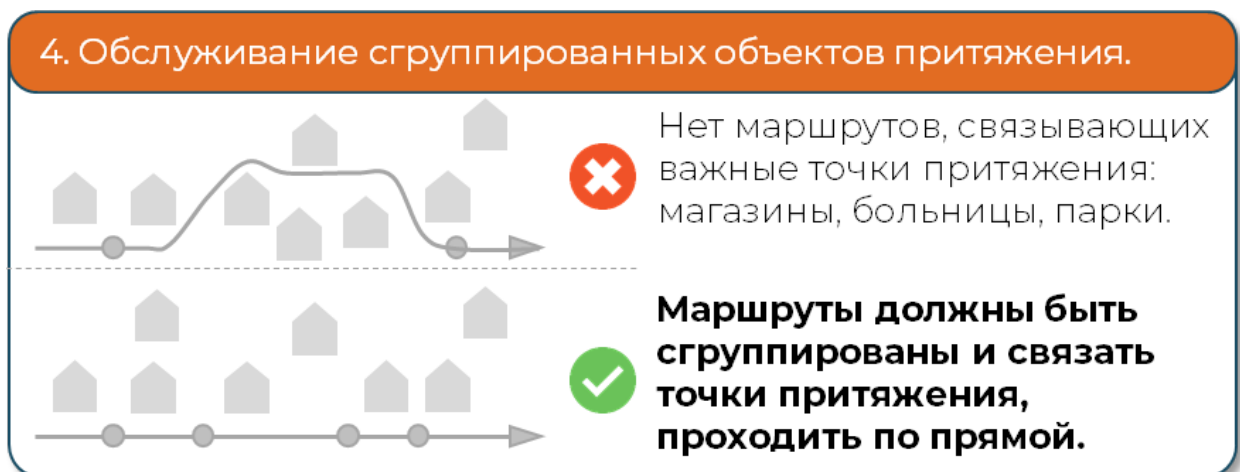 4. Обслуживание сгруппированных объектов притяжения.
Нет маршрутов, связывающих
важные точки притяжения:
магазины, больницы, парки.
Маршруты должны быть
сгруппированы и связать
точки притяжения,
проходить по прямой.